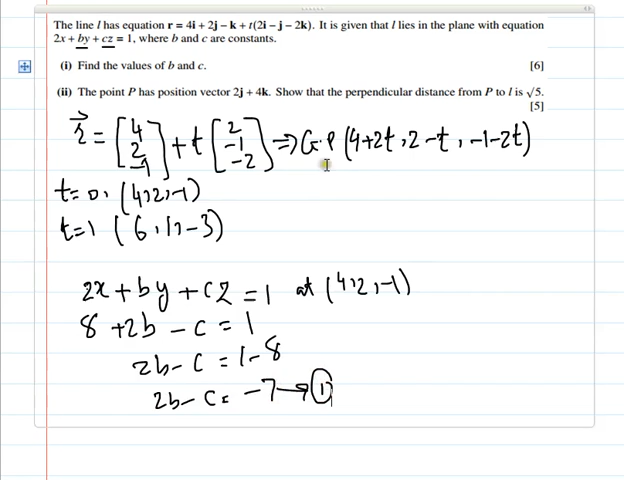 The line l has equation r = 4i + 2j – k + t(2i – j – 2k). It is given that l lies in the plane with equation
2x + by + cz = 1, where b and c are constants.
(i) Find the values of b and c. [6]
(ii) The point P has position vector 2j + 4k. Show that the perpendicular distance from P to l is √5.
[5]
r = [4 2 -1] + t [2 -1 -2] ⇒ G.P (4+2t, 2-t, -1-2t)
t=0, (4,2,-1)
t=1 (6,1,-3)
2x + by + cz = 1 at (4,2,-1)
8 + 2b - c = 1
2b - c = 1-8
2b - c = -7 → ①